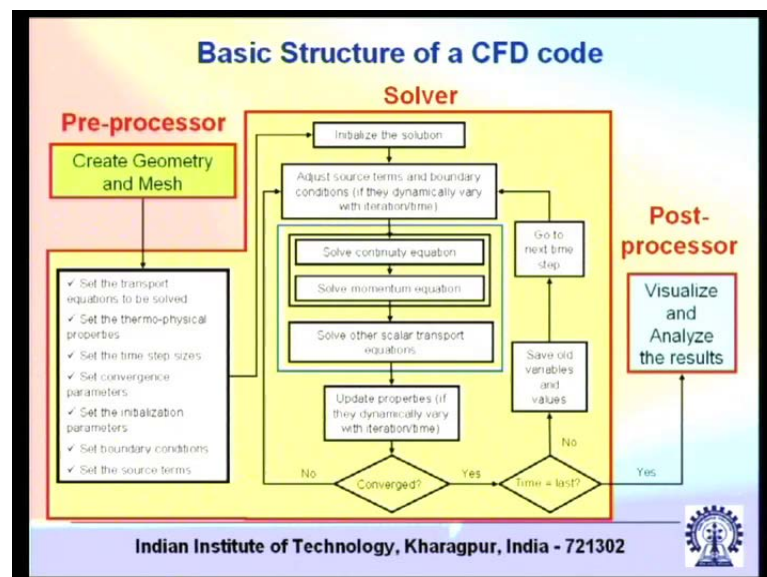 Basic Structure of a CFD code
Solver
Pre-processor
Create Geometry
and Mesh
✓ Set the transport
equations to be solved
✓ Set the thermo-physical
properties
✓ Set the time step sizes
✓ Set convergence
parameters
✓ Set the initialization
parameters
✓ Set boundary conditions
✓ Set the source terms
Initialize the solution
Adjust source terms and boundary
conditions (if they dynamically vary
with iteration/time)
Solve continuity equation
Solve momentum equation
Solve other scalar transport
equations
Update properties (if
they dynamically vary
with iteration/time)
No
Converged?
Yes
Time = last?
No
Save old
variables
and
values
Go to
next time
step
Yes
Post-
processor
Visualize
and
Analyze
the results
Indian Institute of Technology, Kharagpur, India - 721302